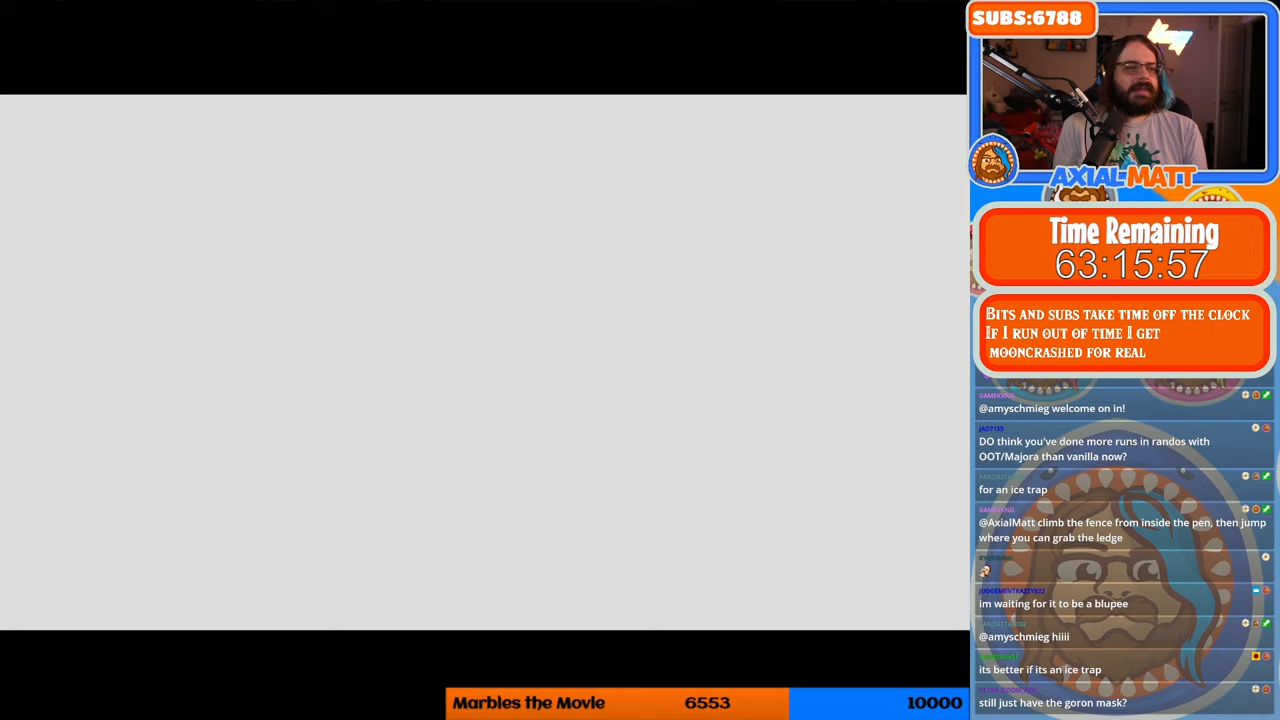 SUBS:6788
AXIALMATT
Time Remaining
63:15:57
Bits and subs take time off the clock
If I run out of time I get
mooncrashed for real
@amyschmieg welcome on in!
JAD7155
DO think you've done more runs in randos with
OOT/Majora than vanilla now?
for an ice trap
@AxialMatt climb the fence from inside the pen, then jump
where you can grab the ledge
im waiting for it to be a blupee
@amyschmieg hiiii
its better if its an ice trap
still just have the goron mask?
Marbles the Movie 6553 10000